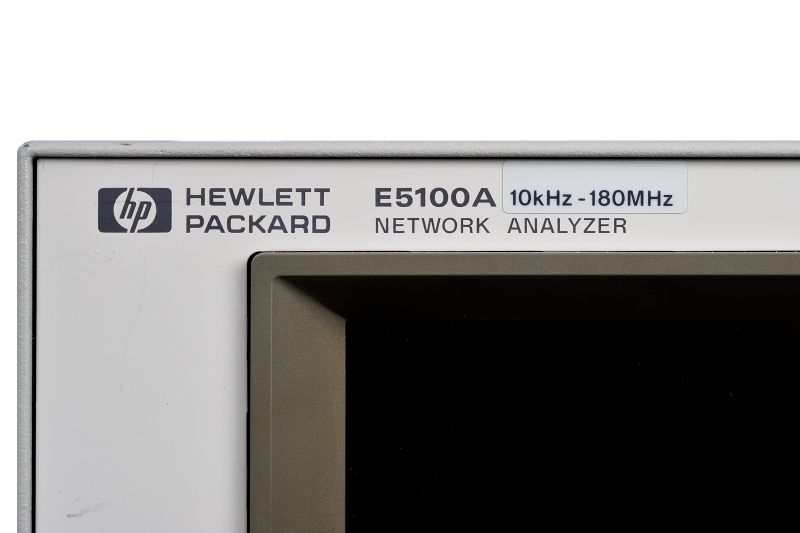 hp HEWLETT
PACKARD
E5100A 10kHz - 180MHz
NETWORK ANALYZER